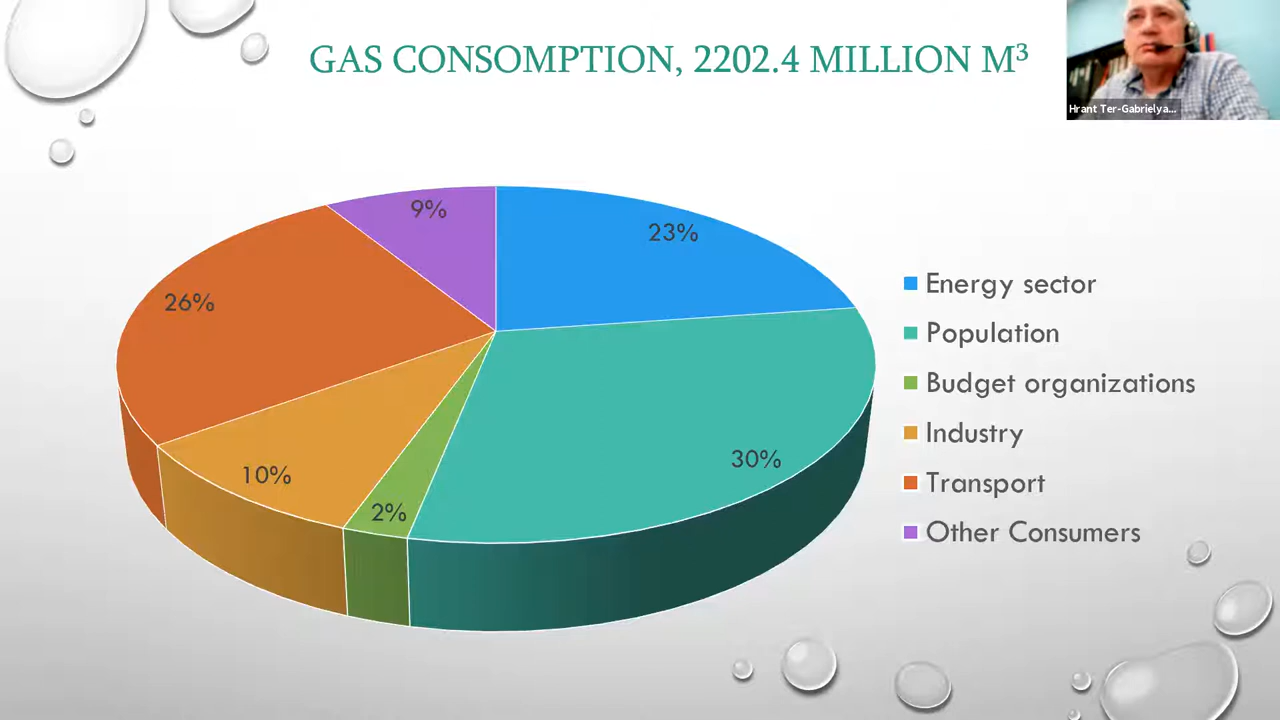 GAS CONSOMPTION, 2202.4 MILLION M³
Hrant Ter-Gabrielya...
9%
23%
26%
30%
10%
2%
Energy sector
Population
Budget organizations
Industry
Transport
Other Consumers